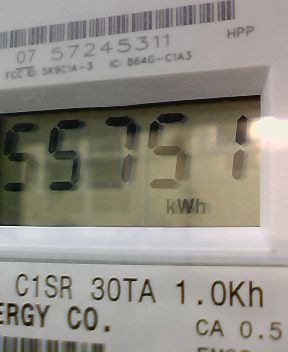 07 57245311
HPP
FCC ID: SK9C1A-3 IC: 864G-C1A3
55751
kWh
C1SR 30TA 1.0Kh
ERGY CO.
CA 0.5